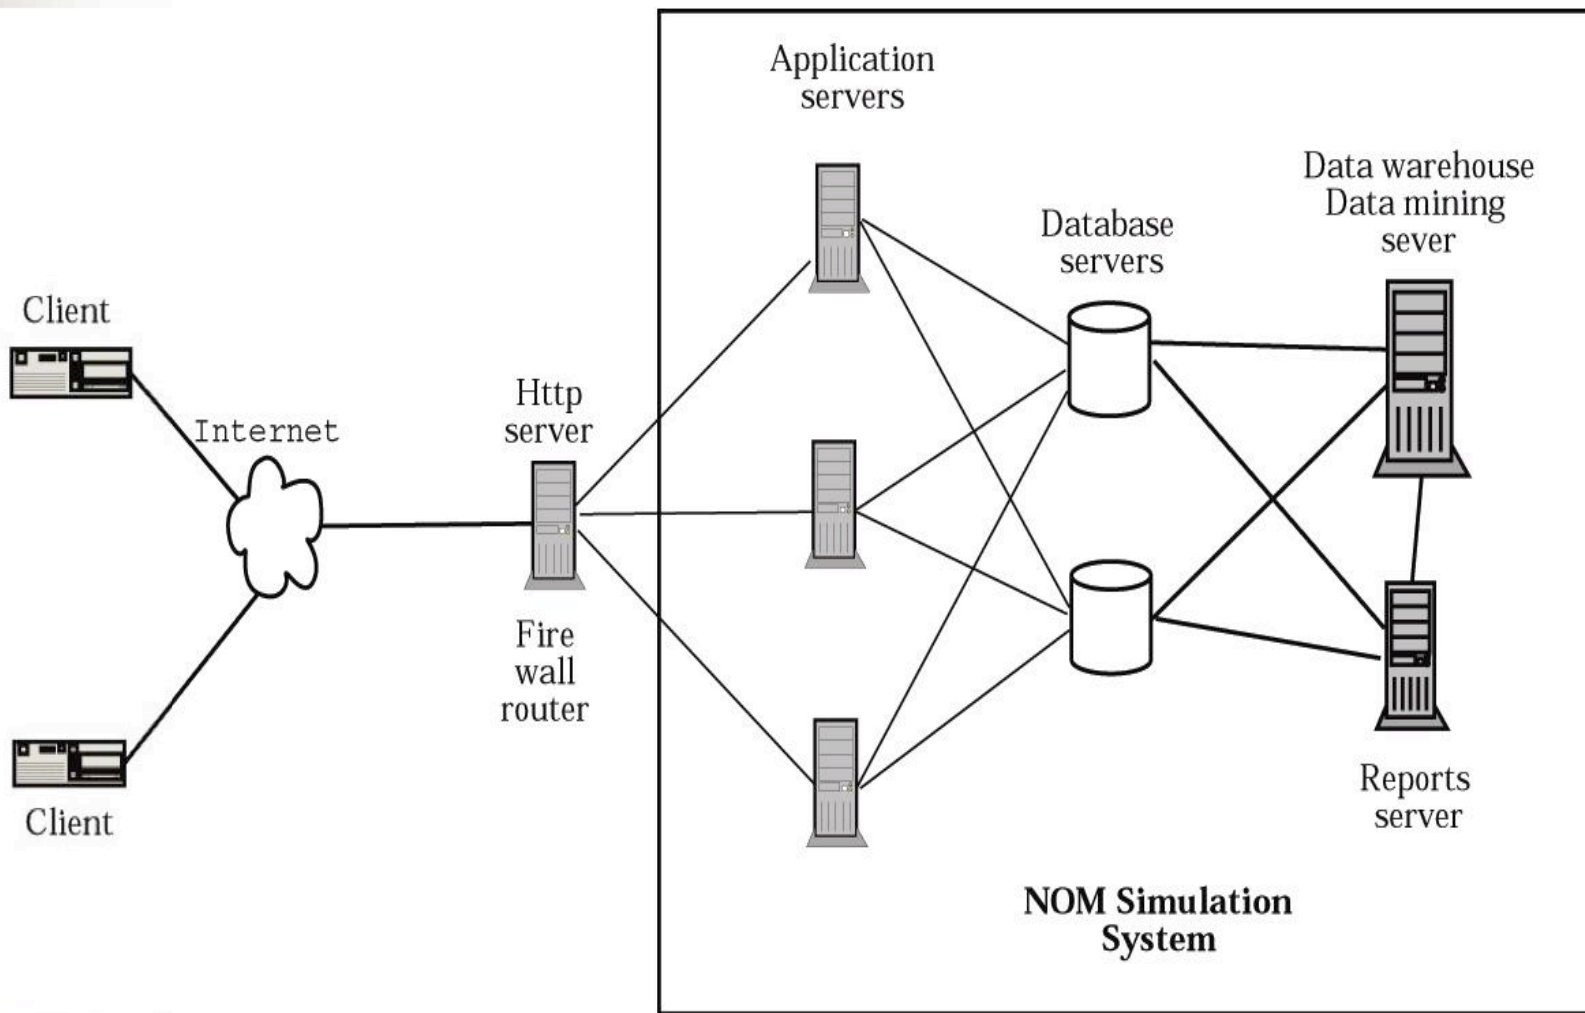 Application
servers
Data warehouse
Data mining
sever
Database
servers
Client
Http
server
Internet
Fire
wall
router
Client
Reports
server
NOM Simulation
System